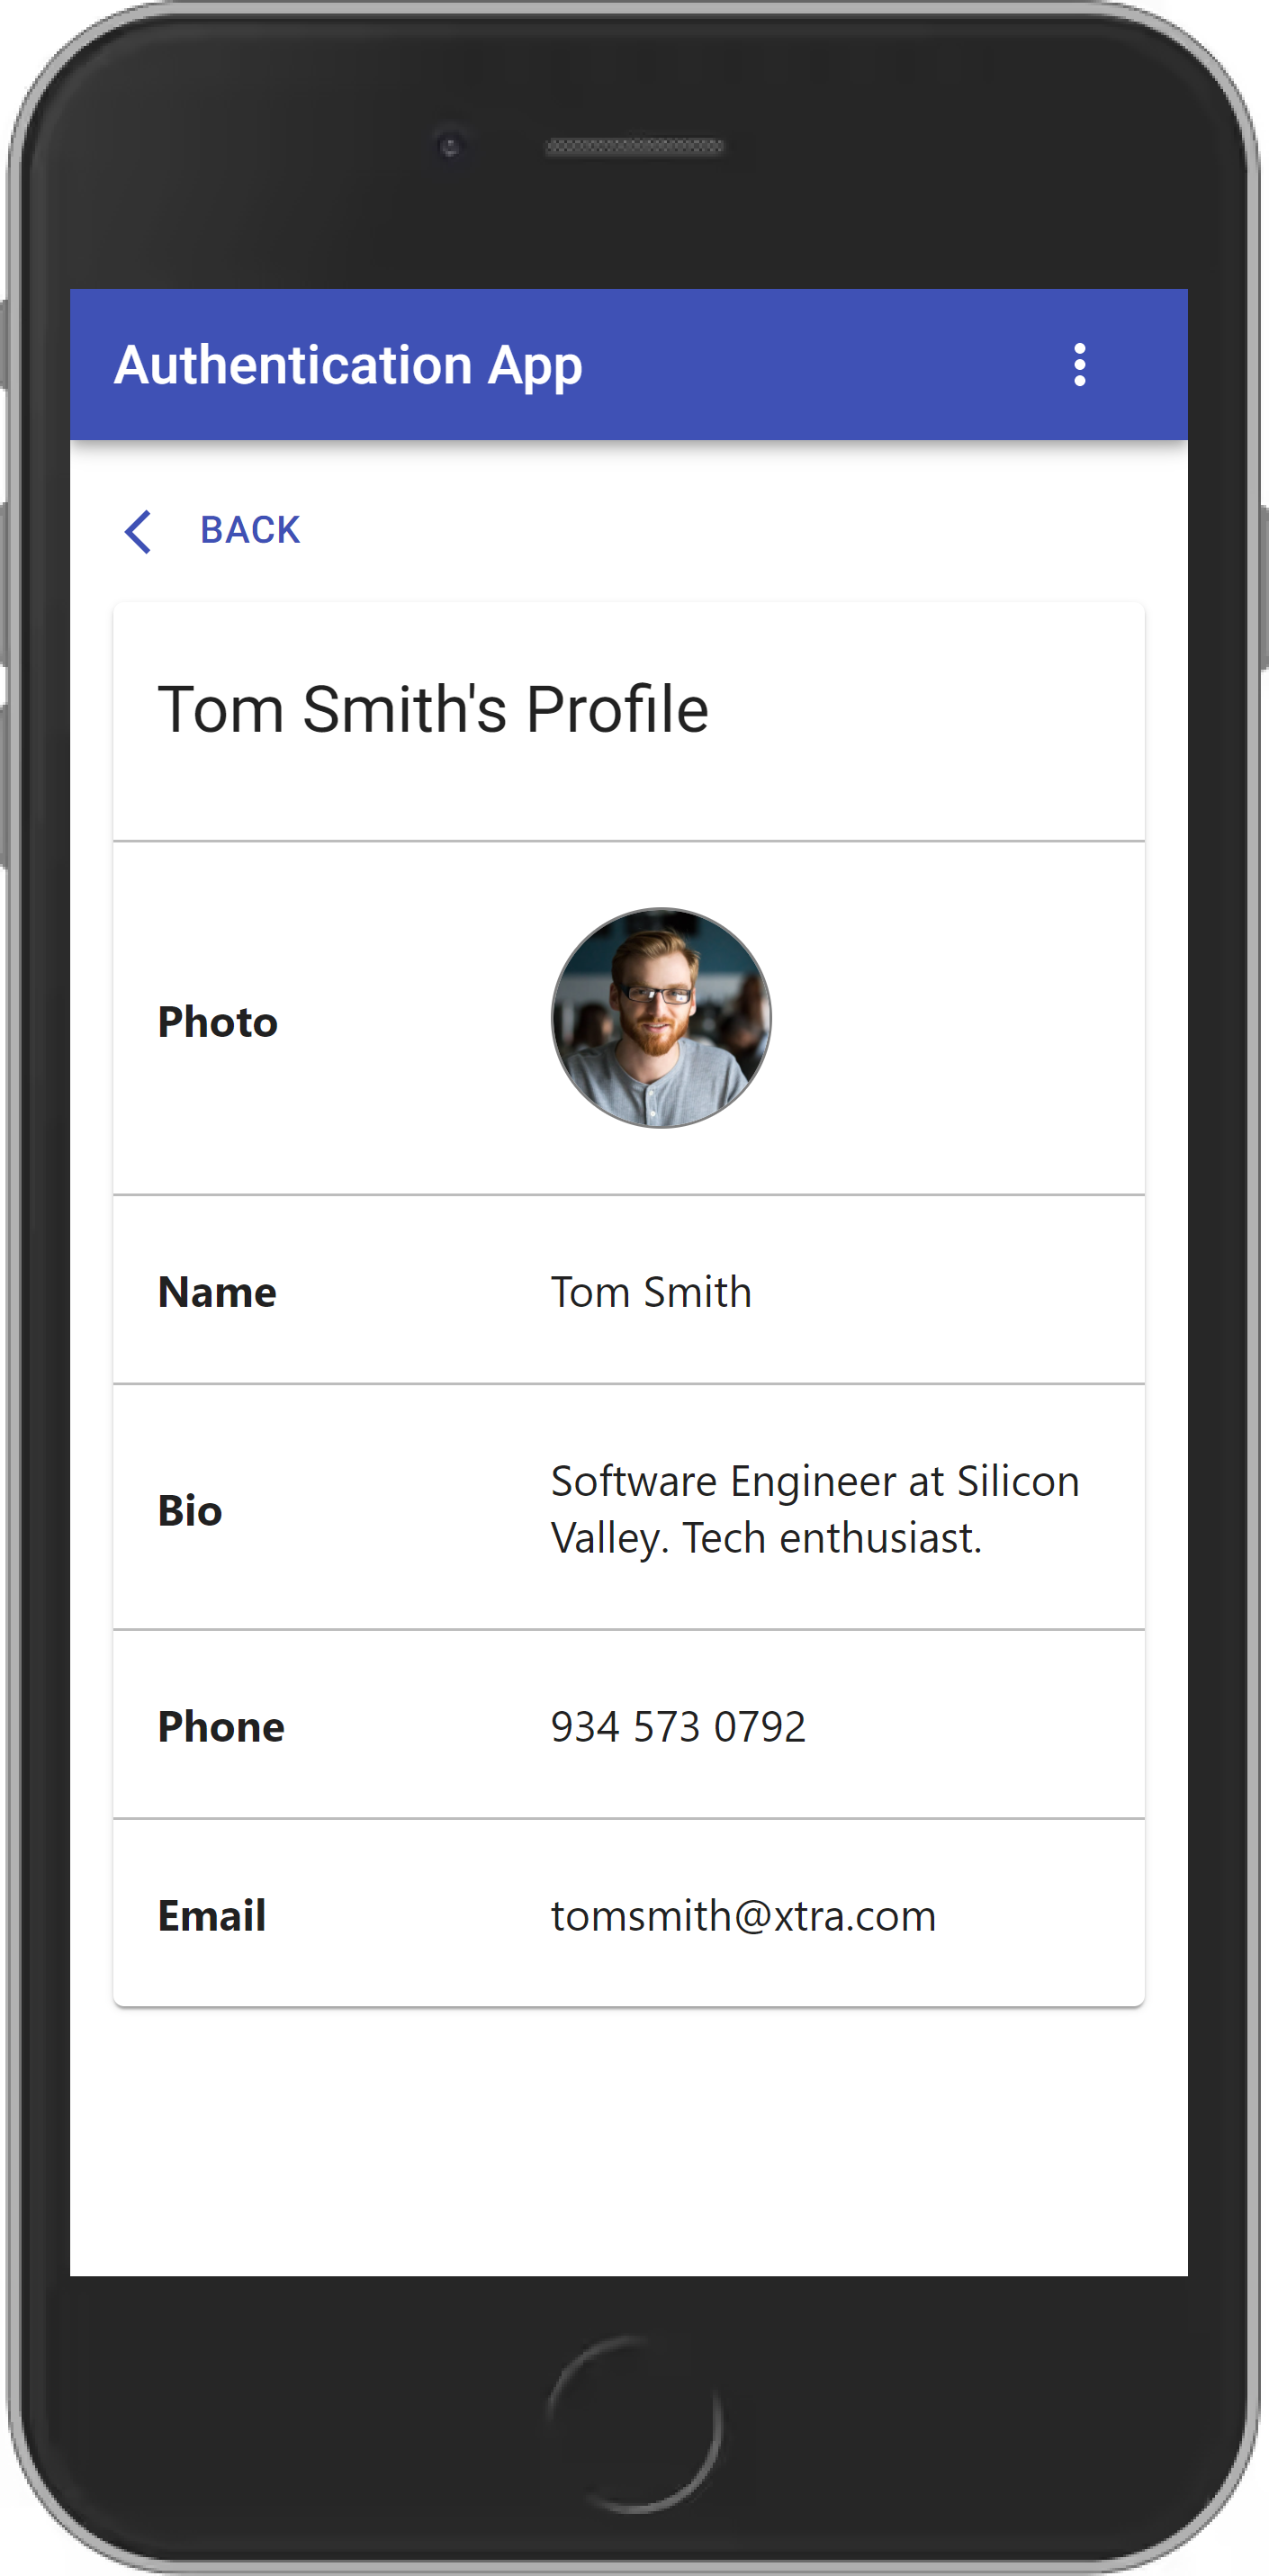 Authentication App
BACK
Tom Smith's Profile
Photo
Name Tom Smith
Bio Software Engineer at Silicon
Valley. Tech enthusiast.
Phone 934 573 0792
Email tomsmith@xtra.com